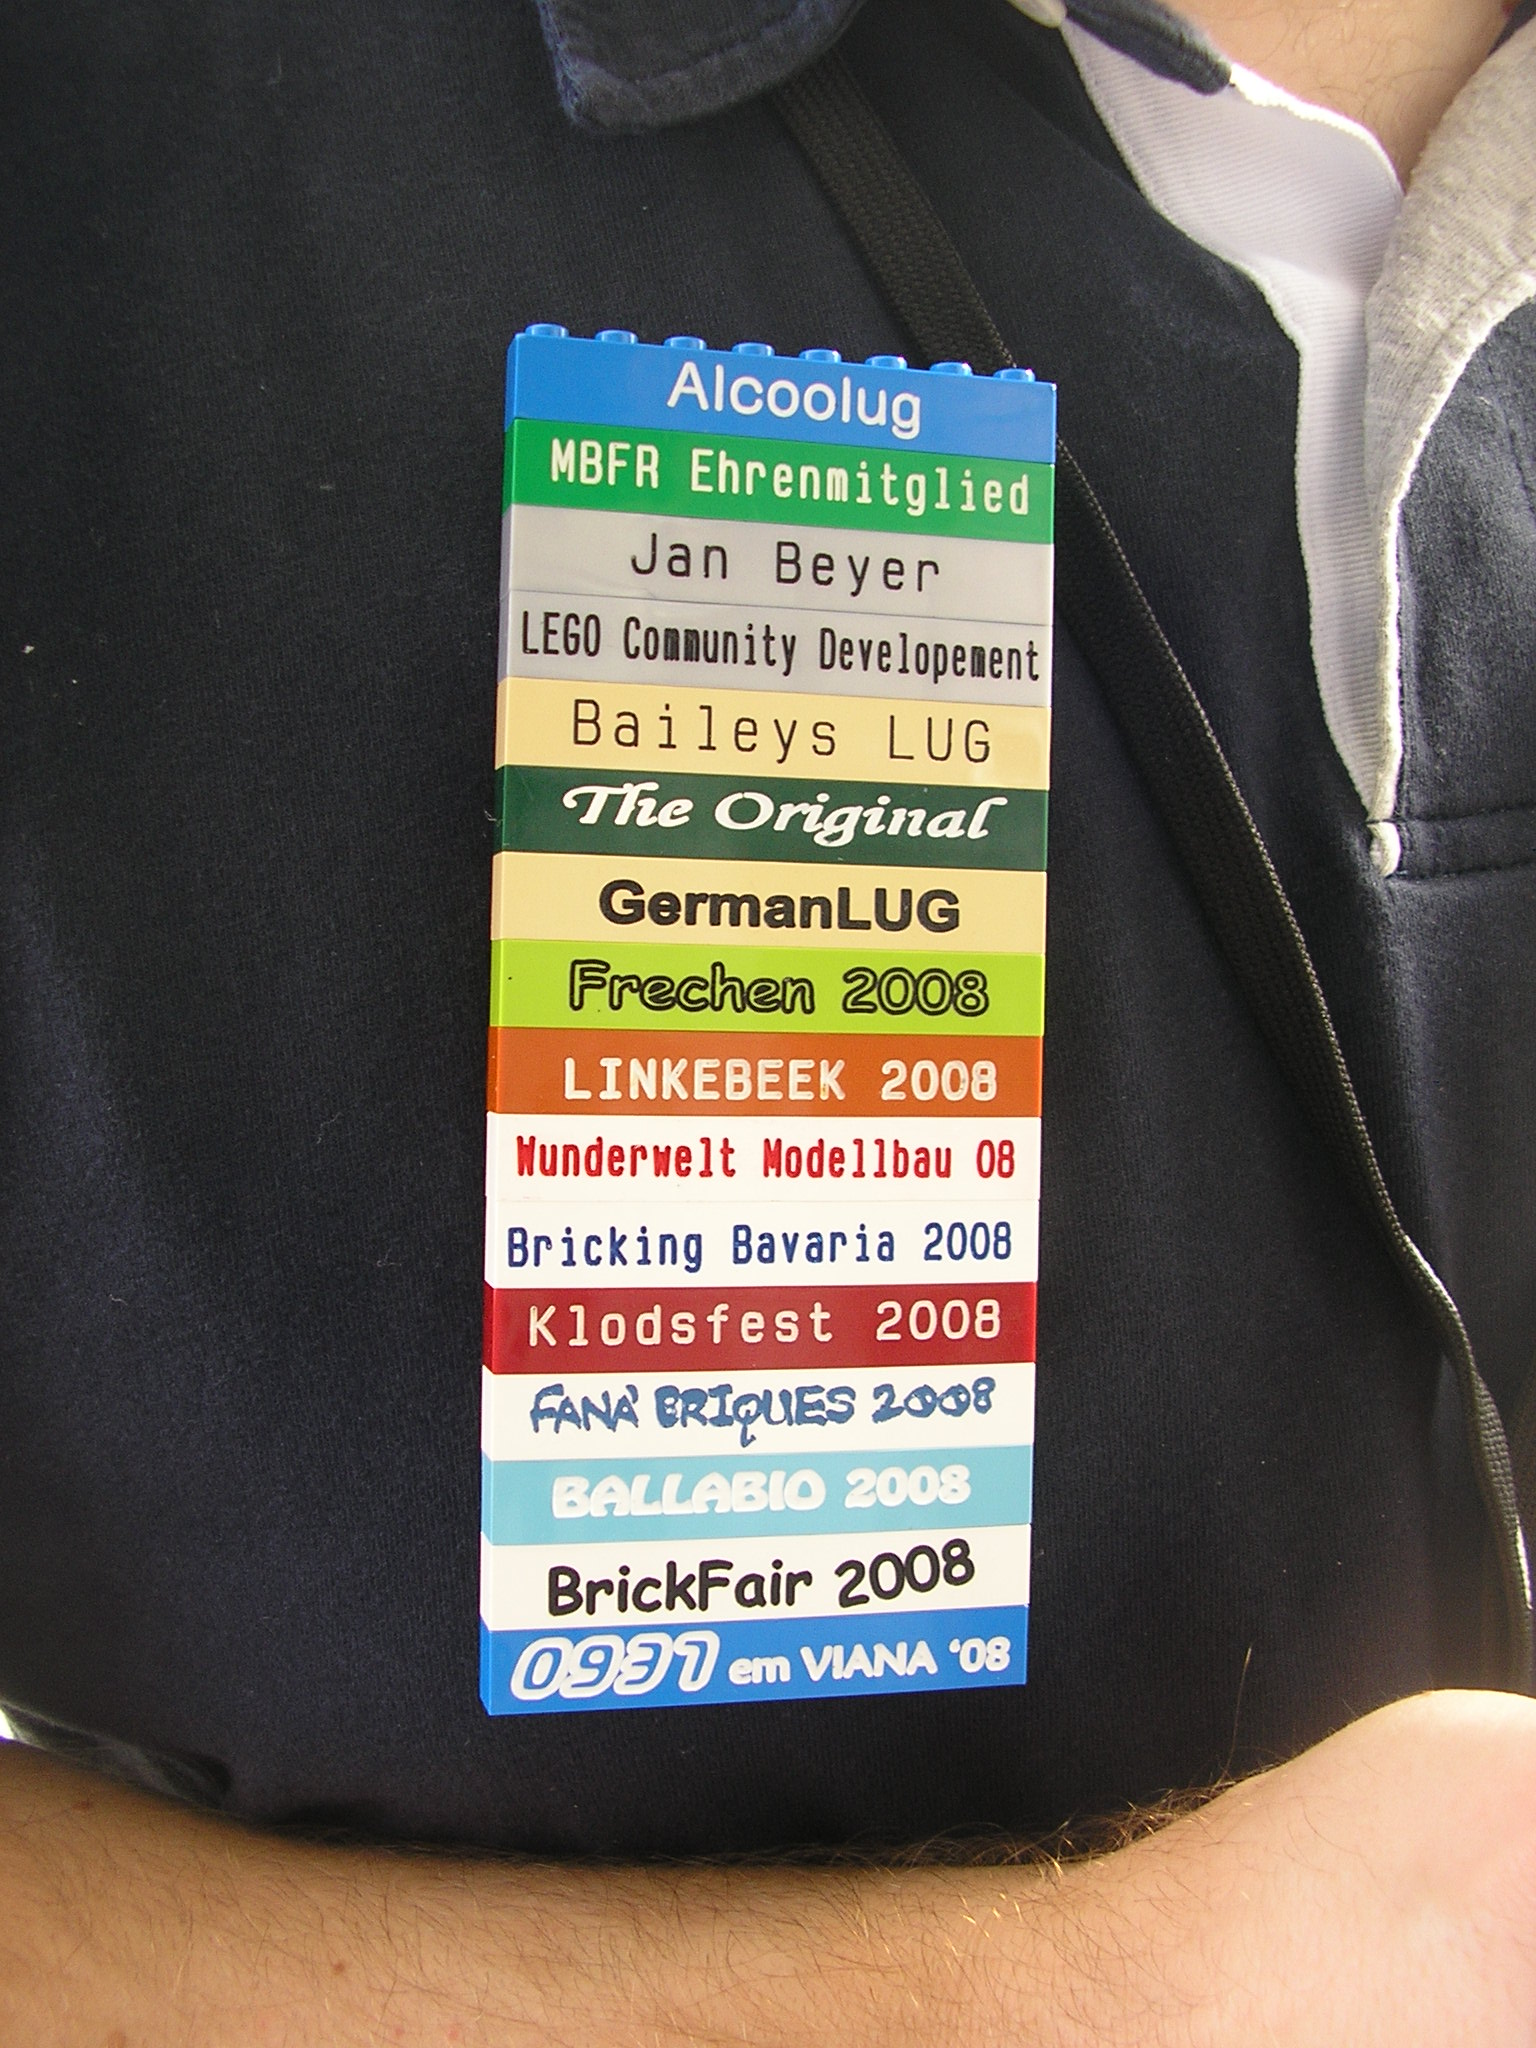 Alcoolug
MBFR Ehrenmitglied
Jan Beyer
LEGO Community Developement
Baileys LUG
The Original
GermanLUG
Frechen 2008
LINKEBEEK 2008
Wunderwelt Modellbau 08
Bricking Bavaria 2008
Klodsfest 2008
FANA' BRIQUES 2008
BALLABIO 2008
BrickFair 2008
0937 em VIANA '08